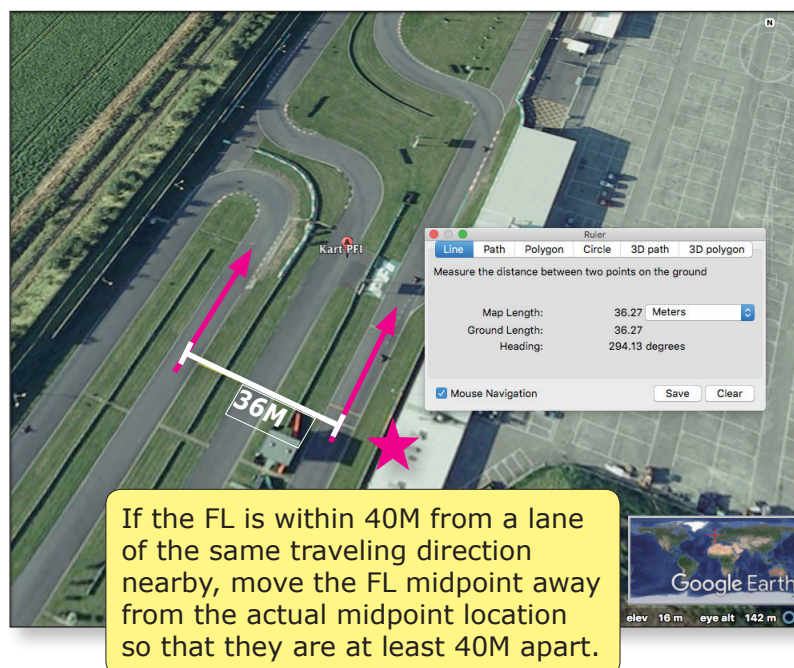 N
Kart PFI
Ruler
Line Path Polygon Circle 3D path 3D polygon
Measure the distance between two points on the ground
Map Length: 36.27 Meters
Ground Length: 36.27
Heading: 294.13 degrees
Mouse Navigation Save Clear
36M
If the FL is within 40M from a lane
of the same traveling direction
nearby, move the FL midpoint away
from the actual midpoint location
so that they are at least 40M apart.
Google Earth
elev 16 m eye alt 142 m